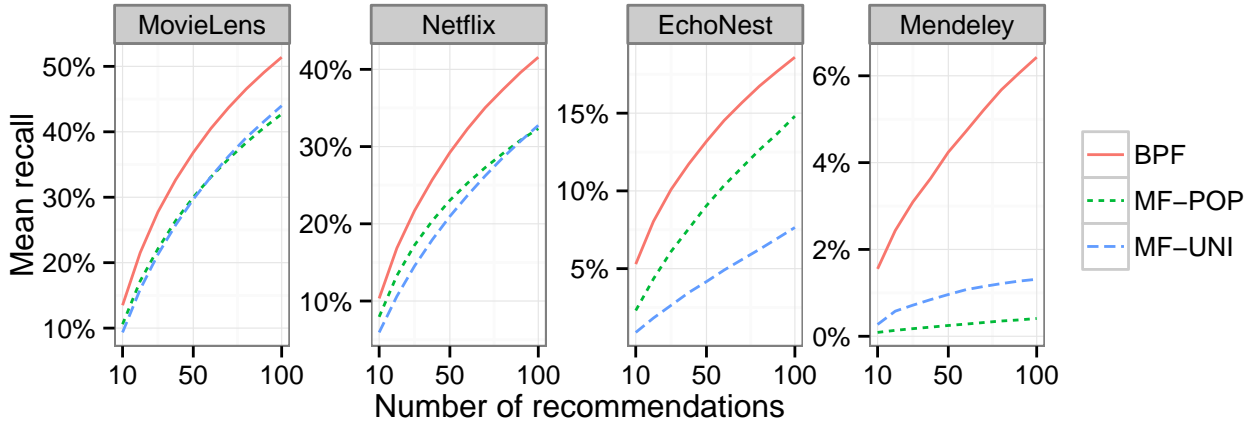 MovieLens
Netflix
EchoNest
Mendeley
Mean recall
50%
40%
30%
20%
10%
40%
30%
20%
10%
15%
10%
5%
6%
4%
2%
0%
10 50 100
10 50 100
10 50 100
10 50 100
Number of recommendations
BPF
MF−POP
MF−UNI